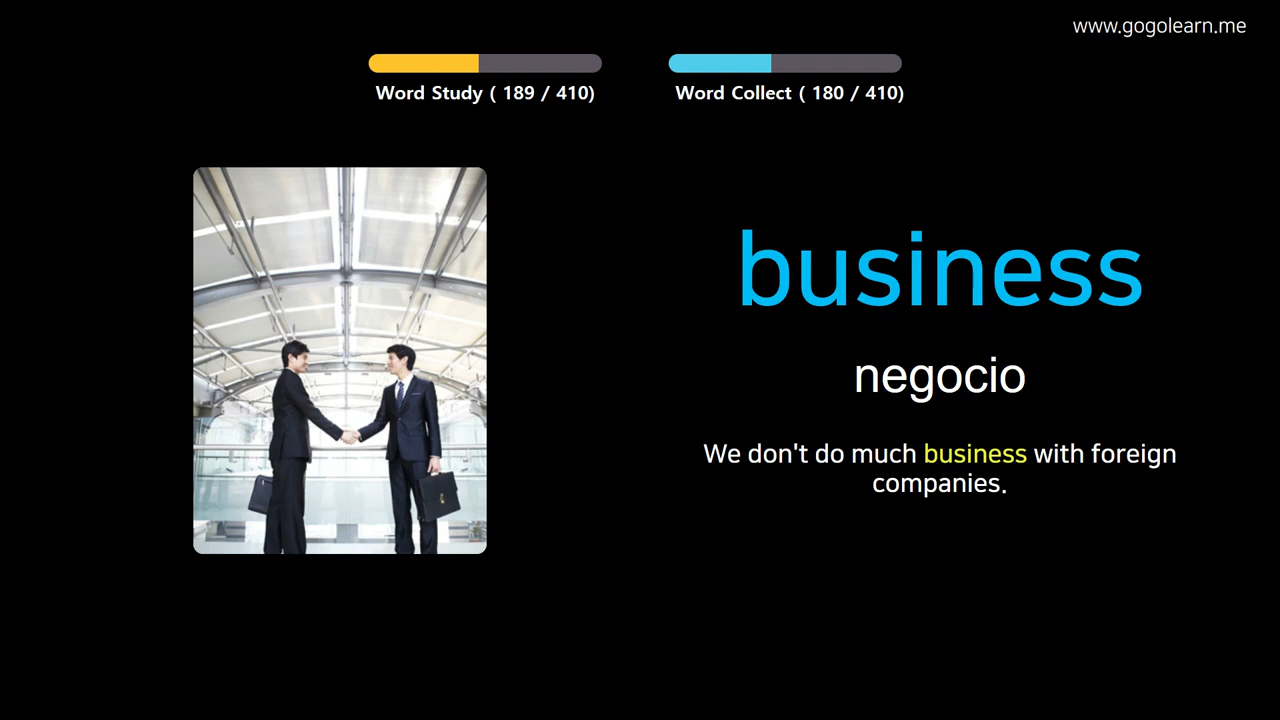 www.gogolearn.me
Word Study ( 189 / 410)
Word Collect ( 180 / 410)
business
negocio
We don't do much business with foreign
companies.